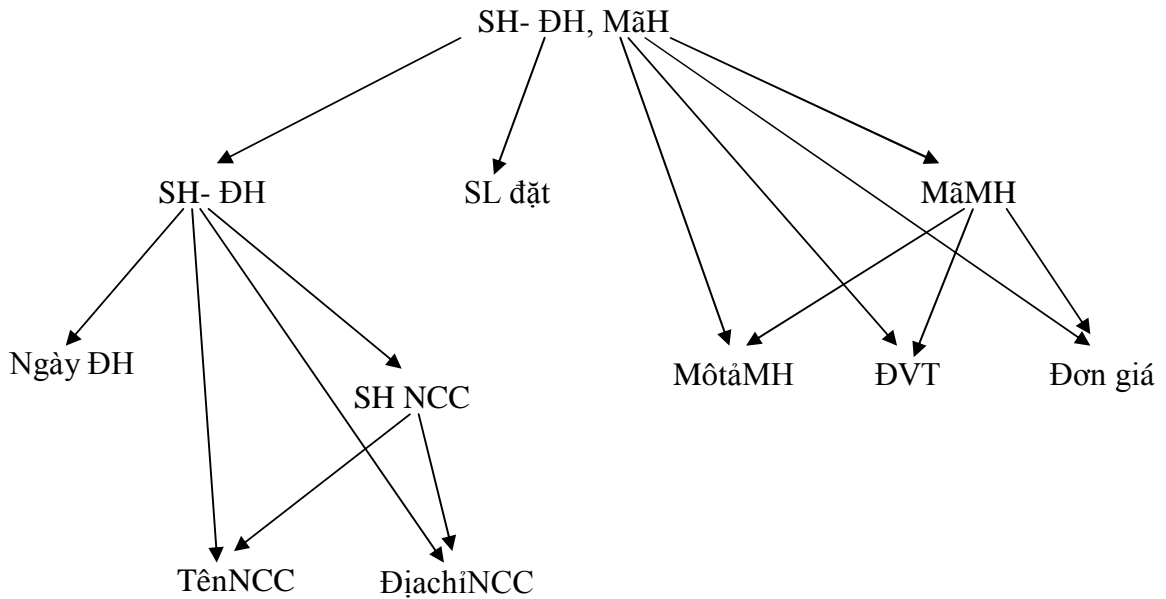 SH- ĐH, MãH
SH- ĐH
SL đặt
MãMH
Ngày ĐH
SH NCC
MôtảMH
ĐVT
Đơn giá
TênNCC
ĐịachỉNCC